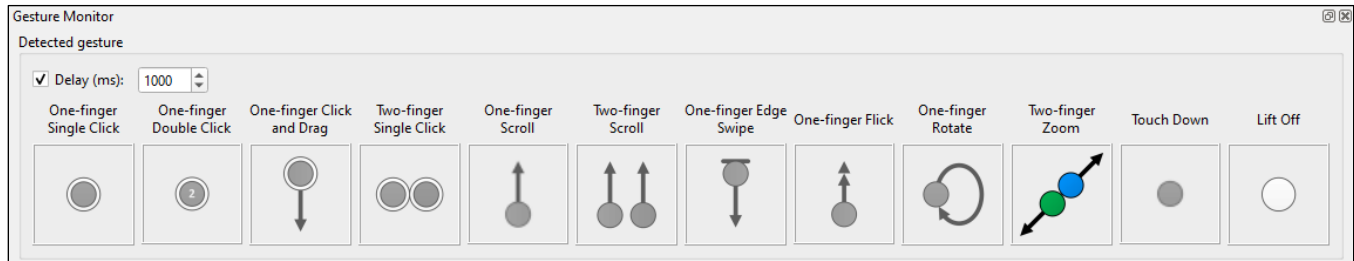 Gesture Monitor
Detected gesture
Delay (ms): 1000
One-finger
Single Click
One-finger
Double Click
One-finger Click
and Drag
Two-finger
Single Click
One-finger
Scroll
Two-finger
Scroll
One-finger Edge
Swipe
One-finger Flick
One-finger
Rotate
Two-finger
Zoom
Touch Down
Lift Off
2